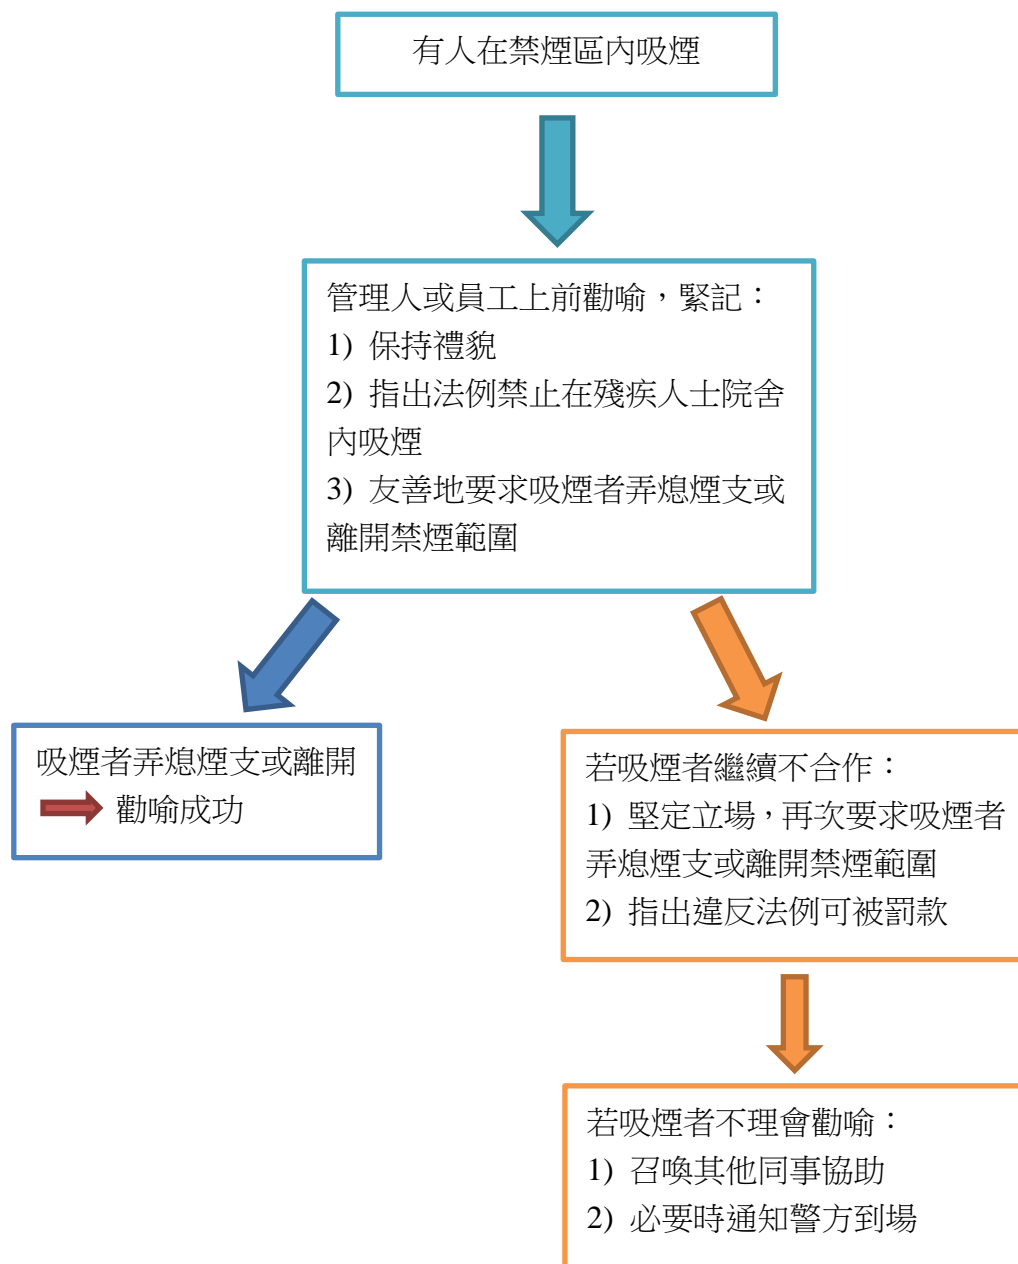 有人在禁煙區內吸煙
管理人或員工上前勸喻，緊記：
1) 保持禮貌
2) 指出法例禁止在殘疾人士院舍
內吸煙
3) 友善地要求吸煙者弄熄煙支或
離開禁煙範圍
吸煙者弄熄煙支或離開
勸喻成功
若吸煙者繼續不合作：
1) 堅定立場，再次要求吸煙者
弄熄煙支或離開禁煙範圍
2) 指出違反法例可被罰款
若吸煙者不理會勸喻：
1) 召喚其他同事協助
2) 必要時通知警方到場